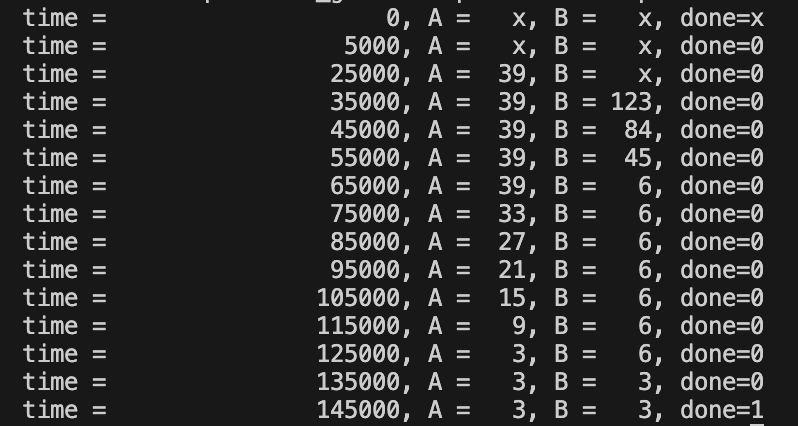 time =                    0, A =   x, B =   x, done=x
time =                 5000, A =   x, B =   x, done=0
time =                25000, A =  39, B =   x, done=0
time =                35000, A =  39, B = 123, done=0
time =                45000, A =  39, B =  84, done=0
time =                55000, A =  39, B =  45, done=0
time =                65000, A =  39, B =   6, done=0
time =                75000, A =  33, B =   6, done=0
time =                85000, A =  27, B =   6, done=0
time =                95000, A =  21, B =   6, done=0
time =               105000, A =  15, B =   6, done=0
time =               115000, A =   9, B =   6, done=0
time =               125000, A =   3, B =   6, done=0
time =               135000, A =   3, B =   3, done=0
time =               145000, A =   3, B =   3, done=1